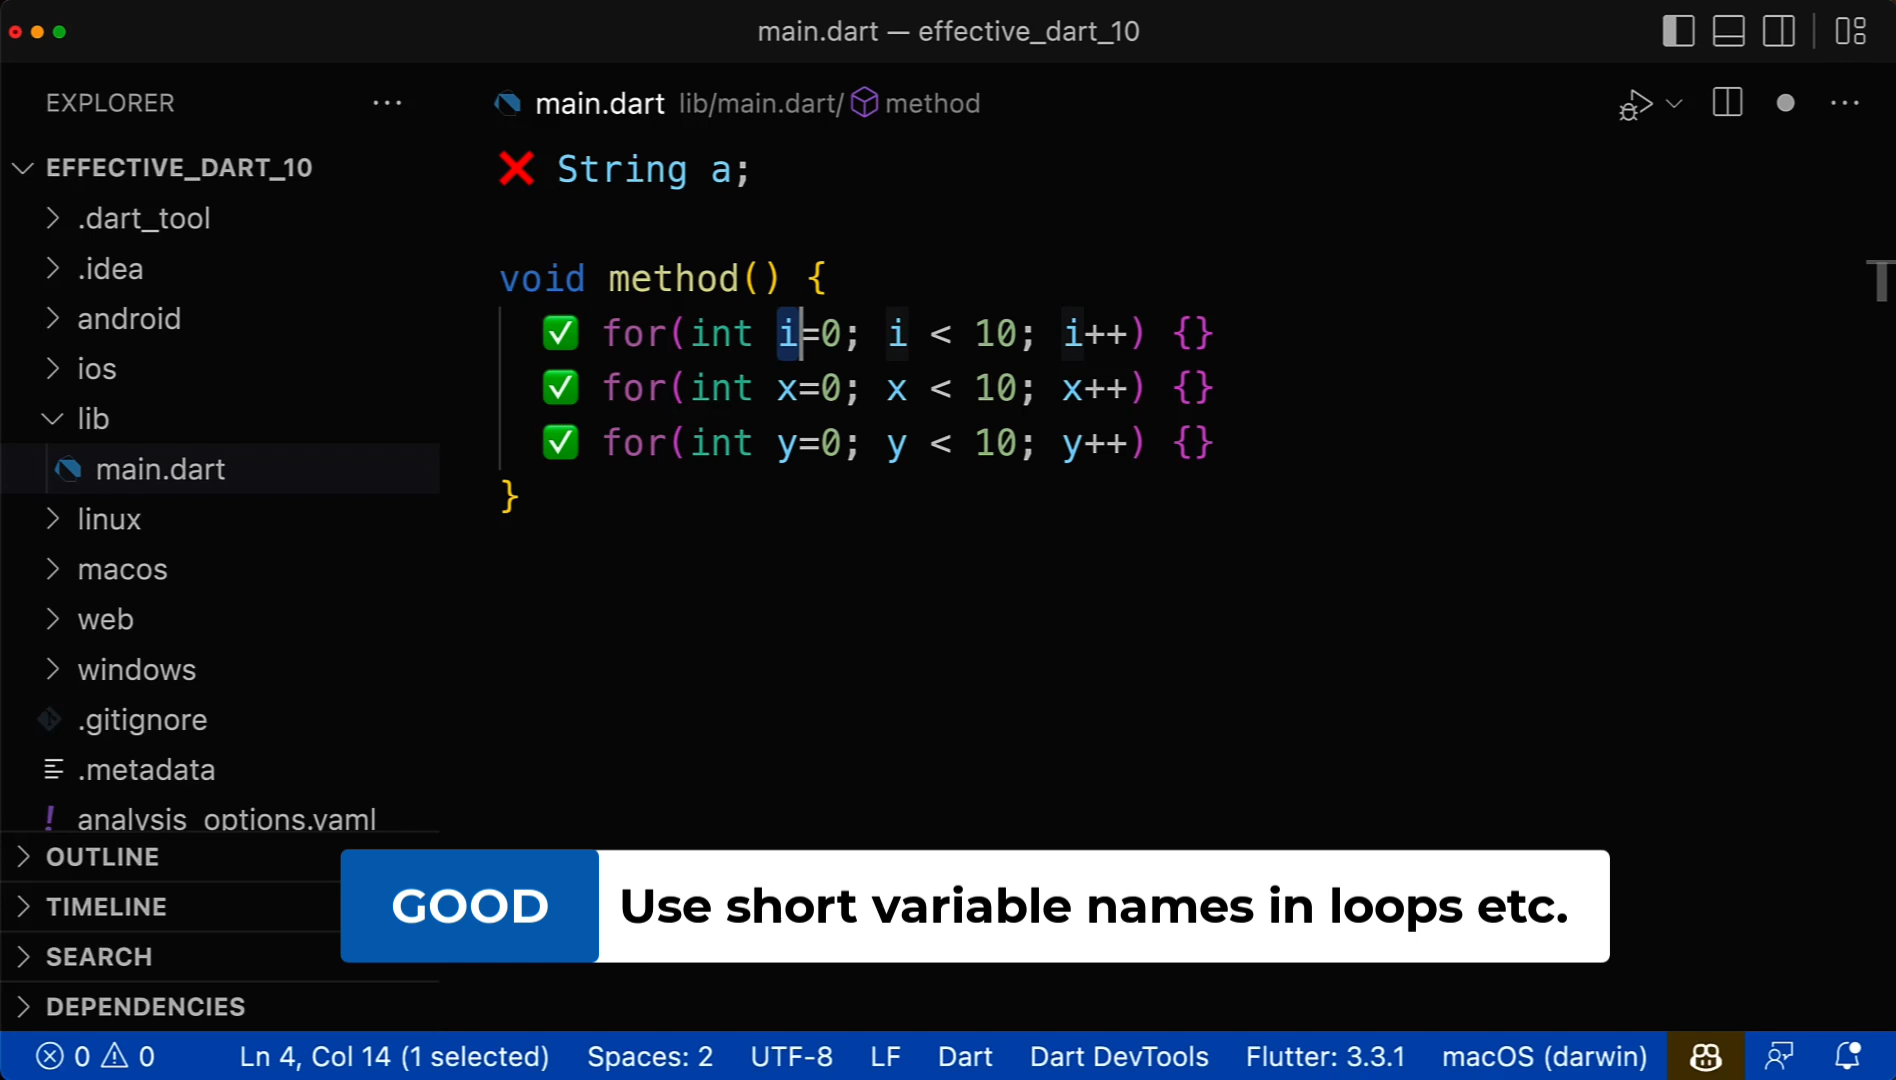 main.dart — effective_dart_10
EXPLORER
main.dart lib/main.dart/ method
EFFECTIVE_DART_10
.dart_tool
.idea
android
ios
lib
main.dart
linux
macos
web
windows
.gitignore
.metadata
analysis_options.yaml
OUTLINE
TIMELINE
SEARCH
DEPENDENCIES
❌ String a;
void method() {
✅ for(int i=0; i < 10; i++) {}
✅ for(int x=0; x < 10; x++) {}
✅ for(int y=0; y < 10; y++) {}
}
T
GOOD Use short variable names in loops etc.
0 0 Ln 4, Col 14 (1 selected) Spaces: 2 UTF-8 LF Dart Dart DevTools Flutter: 3.3.1 macOS (darwin)